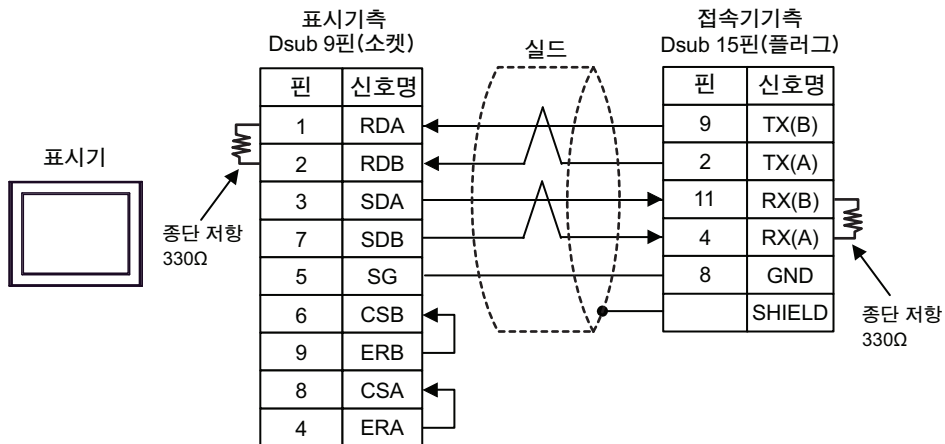 표시기측
Dsub 9핀(소켓)
실드
접속기기측
Dsub 15핀(플러그)
표시기
핀 신호명
1 RDA
2 RDB
3 SDA
7 SDB
5 SG
6 CSB
9 ERB
8 CSA
4 ERA
종단 저항
330Ω
핀 신호명
9 TX(B)
2 TX(A)
11 RX(B)
4 RX(A)
8 GND
SHIELD
종단 저항
330Ω